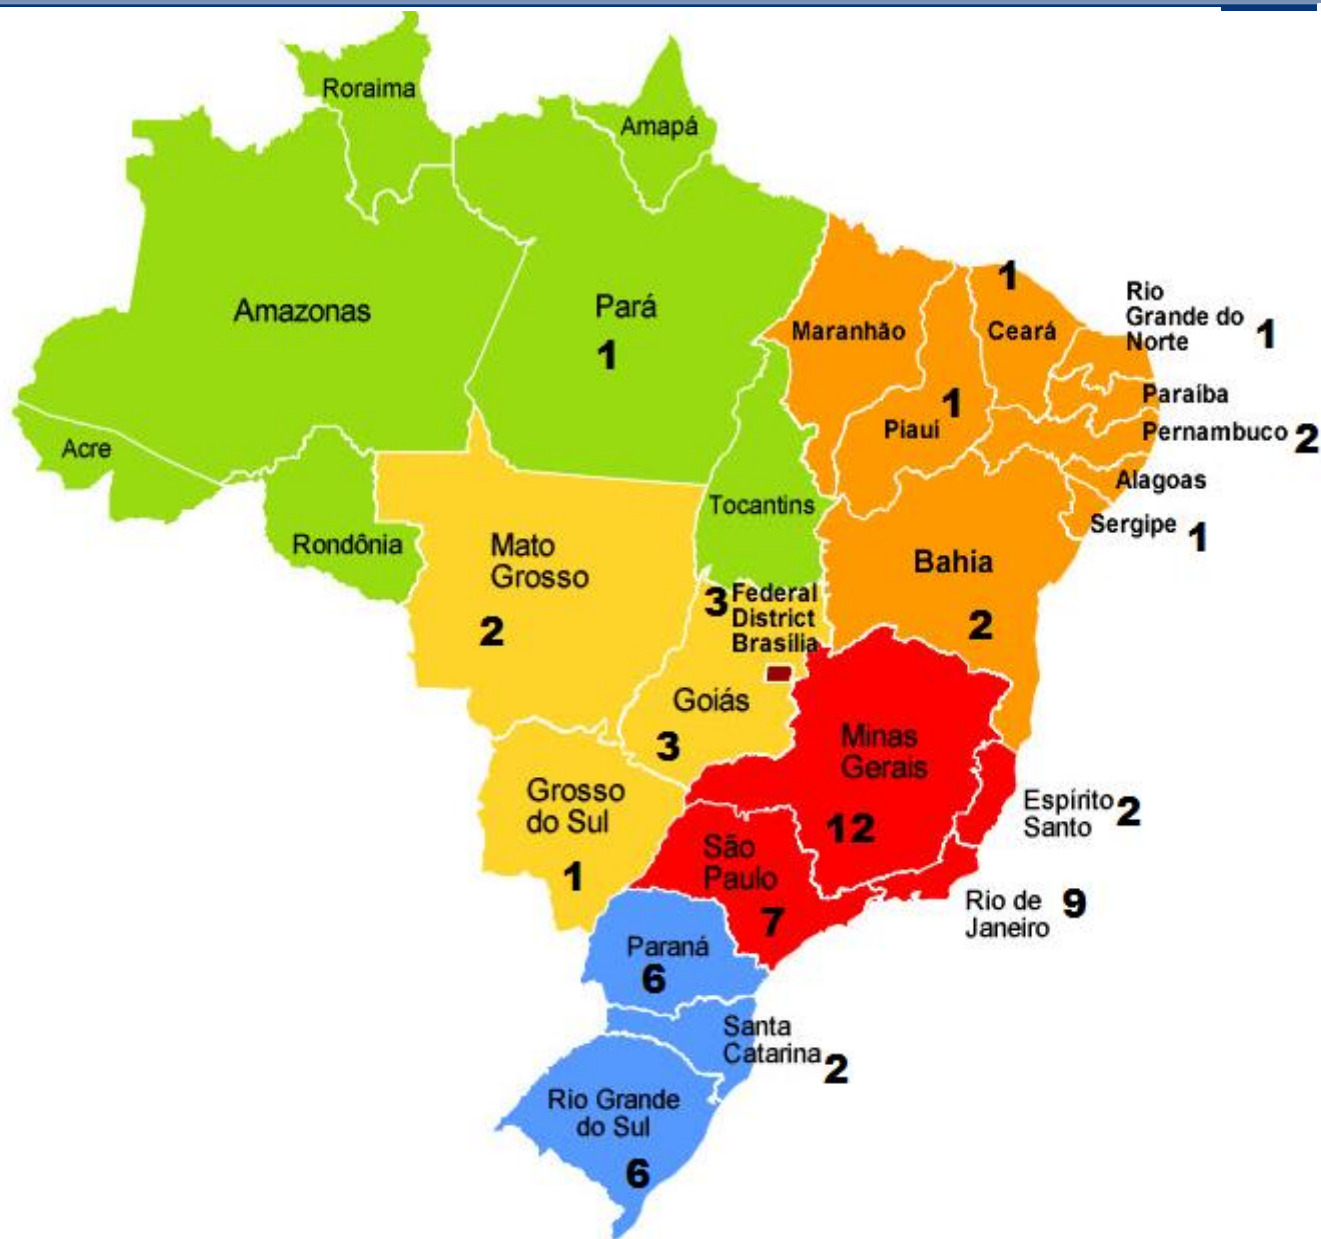 Roraima
Amapá
Amazonas
Pará
1
Maranhão
1
Ceará
Rio
Grande do
Norte 1
Paraíba
Piaui 1
Pernambuco 2
Alagoas
Sergipe 1
Acre
Rondônia
Tocantins
Mato
Grosso
2
Bahia
2
3 Federal
District
Brasília
Goiás
3
Minas
Gerais
12
Espírito
Santo 2
Grosso
do Sul
1
São
Paulo
7
Rio de
Janeiro 9
Paraná
6
Santa
Catarina 2
Rio Grande
do Sul
6